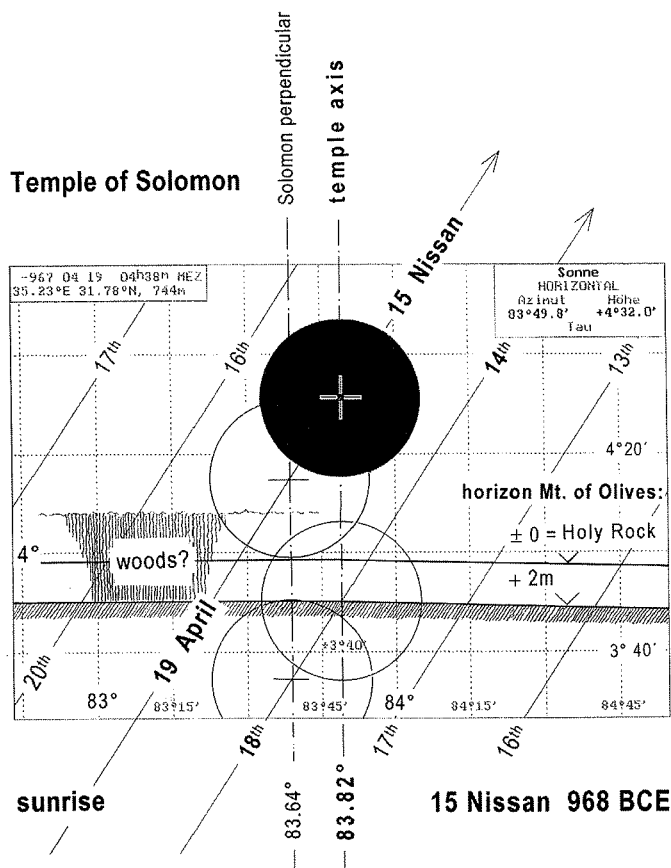 Solomon perpendicular
temple axis
Temple of Solomon
15 Nissan
-967 04 19 04h38m MEZ
35.23°E 31.78°N, 744m
Sonne
HORIZONTAL
Azimut Höhe
83°49.8' +4°32.0'
Tau
17th
16th
14th
13th
4°20'
horizon Mt. of Olives:
± 0 = Holy Rock
4°
woods?
+ 2m
19 April
+3°40'
3°40'
20th
83°
83°15'
83°45'
84°
84°15'
84°45'
18th
17th
16th
sunrise
83.64°
83.82°
15 Nissan 968 BCE